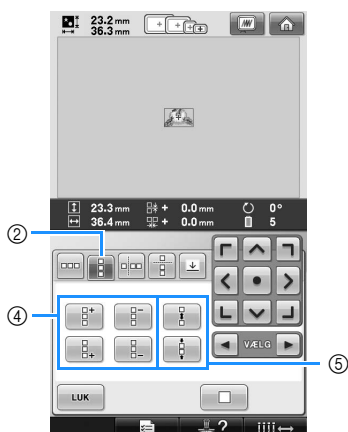 23.2 mm
36.3 mm
23.3 mm + 0.0 mm 0°
36.4 mm + 0.0 mm 5
②
④
⑤
VÆLG
LUK
?